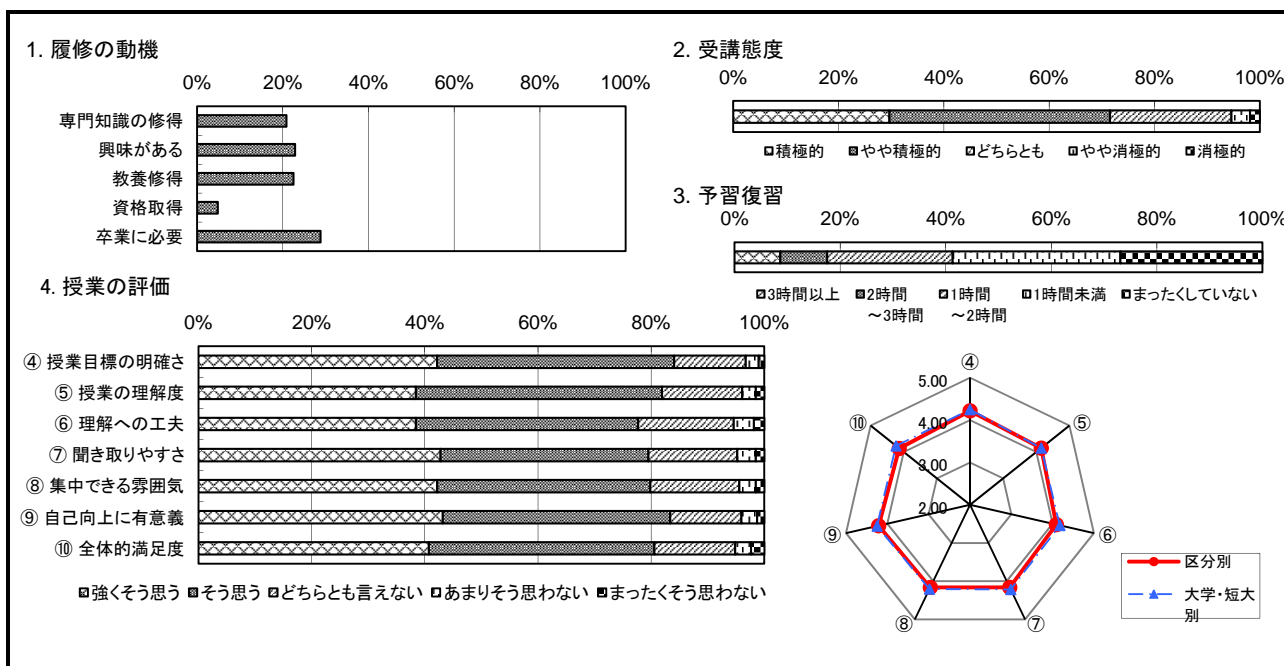 1. 履修の動機
0% 20% 40% 60% 80% 100%
専門知識の修得
興味がある
教養修得
資格取得
卒業に必要
2. 受講態度
0% 20% 40% 60% 80% 100%
積極的 やや積極的 どちらとも やや消極的 消極的
3. 予習復習
0% 20% 40% 60% 80% 100%
3時間以上 2時間 1時間 1時間未満 まったくしていない
～3時間 ～2時間
4. 授業の評価
0% 20% 40% 60% 80% 100%
④ 授業目標の明確さ
⑤ 授業の理解度
⑥ 理解への工夫
⑦ 聞き取りやすさ
⑧ 集中できる雰囲気
⑨ 自己向上に有意義
⑩ 全体的満足度
強くそう思う そう思う どちらとも言えない あまりそう思わない まったくそう思わない
④
5.00
⑩ ⑤
4.00
3.00
2.00
⑨ ⑥
⑧ ⑦
区分別
大学・短大
別